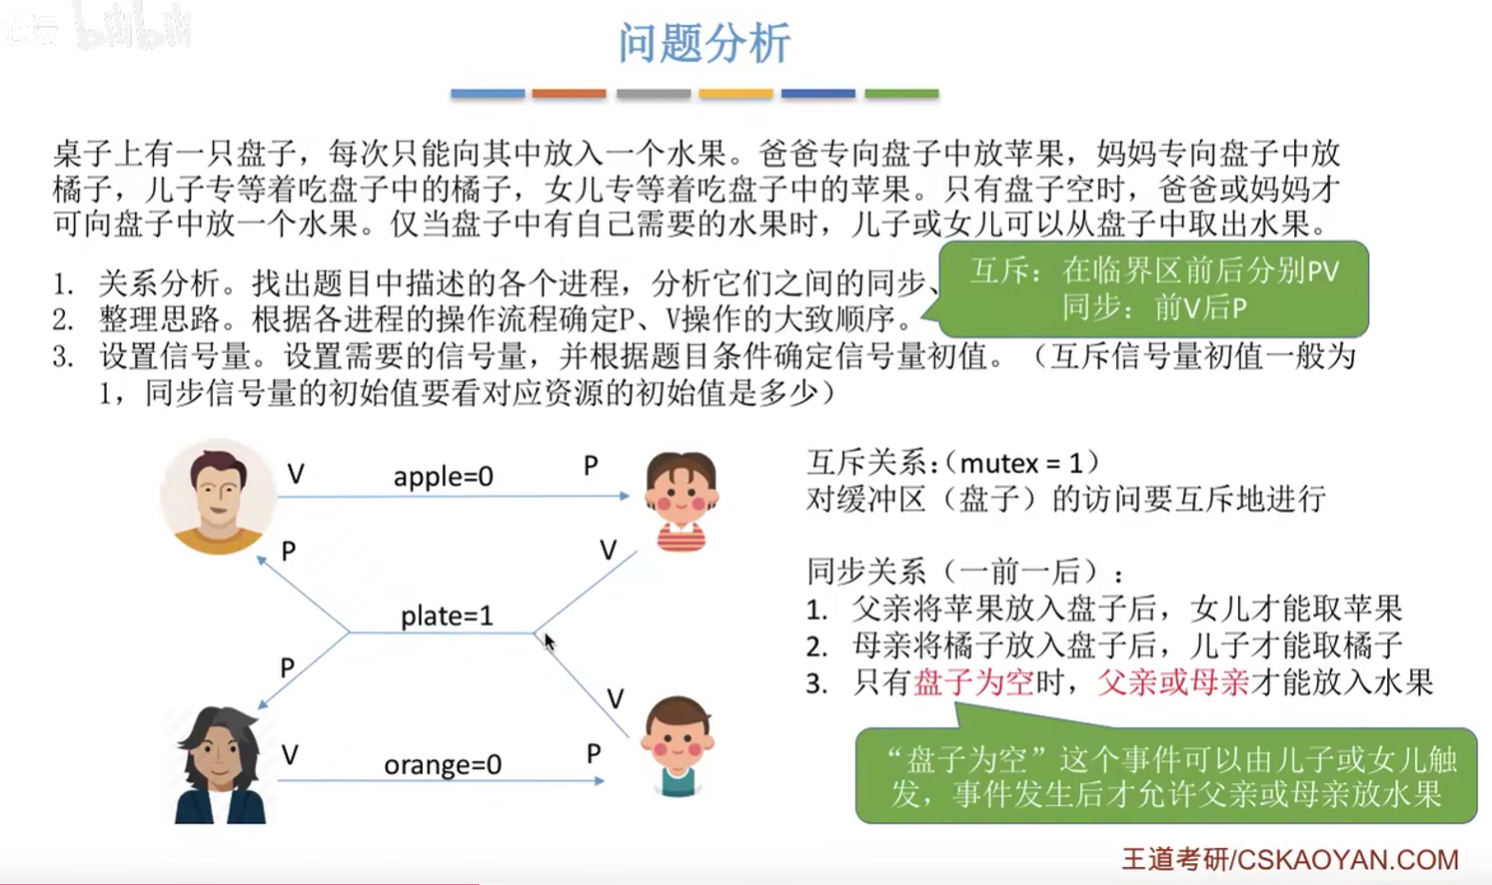 bilibili
问题分析
桌子上有一只盘子，每次只能向其中放入一个水果。爸爸专向盘子中放苹果，妈妈专向盘子中放
橘子，儿子专等着吃盘子中的橘子，女儿专等着吃盘子中的苹果。只有盘子空时，爸爸或妈妈才
可向盘子中放一个水果。仅当盘子中有自己需要的水果时，儿子或女儿可以从盘子中取出水果。
1. 关系分析。找出题目中描述的各个进程，分析它们之间的同步、
互斥：在临界区前后分别PV
同步：前V后P
2. 整理思路。根据各进程的操作流程确定P、V操作的大致顺序。
3. 设置信号量。设置需要的信号量，并根据题目条件确定信号量初值。（互斥信号量初值一般为
1，同步信号量的初始值要看对应资源的初始值是多少）
V apple=0 P
P V
plate=1
P V
V orange=0 P
互斥关系：（mutex = 1）
对缓冲区（盘子）的访问要互斥地进行
同步关系（一前一后）：
1. 父亲将苹果放入盘子后，女儿才能取苹果
2. 母亲将橘子放入盘子后，儿子才能取橘子
3. 只有盘子为空时，父亲或母亲才能放入水果
“盘子为空”这个事件可以由儿子或女儿触
发，事件发生后才允许父亲或母亲放水果
王道考研/CSKAOYAN.COM